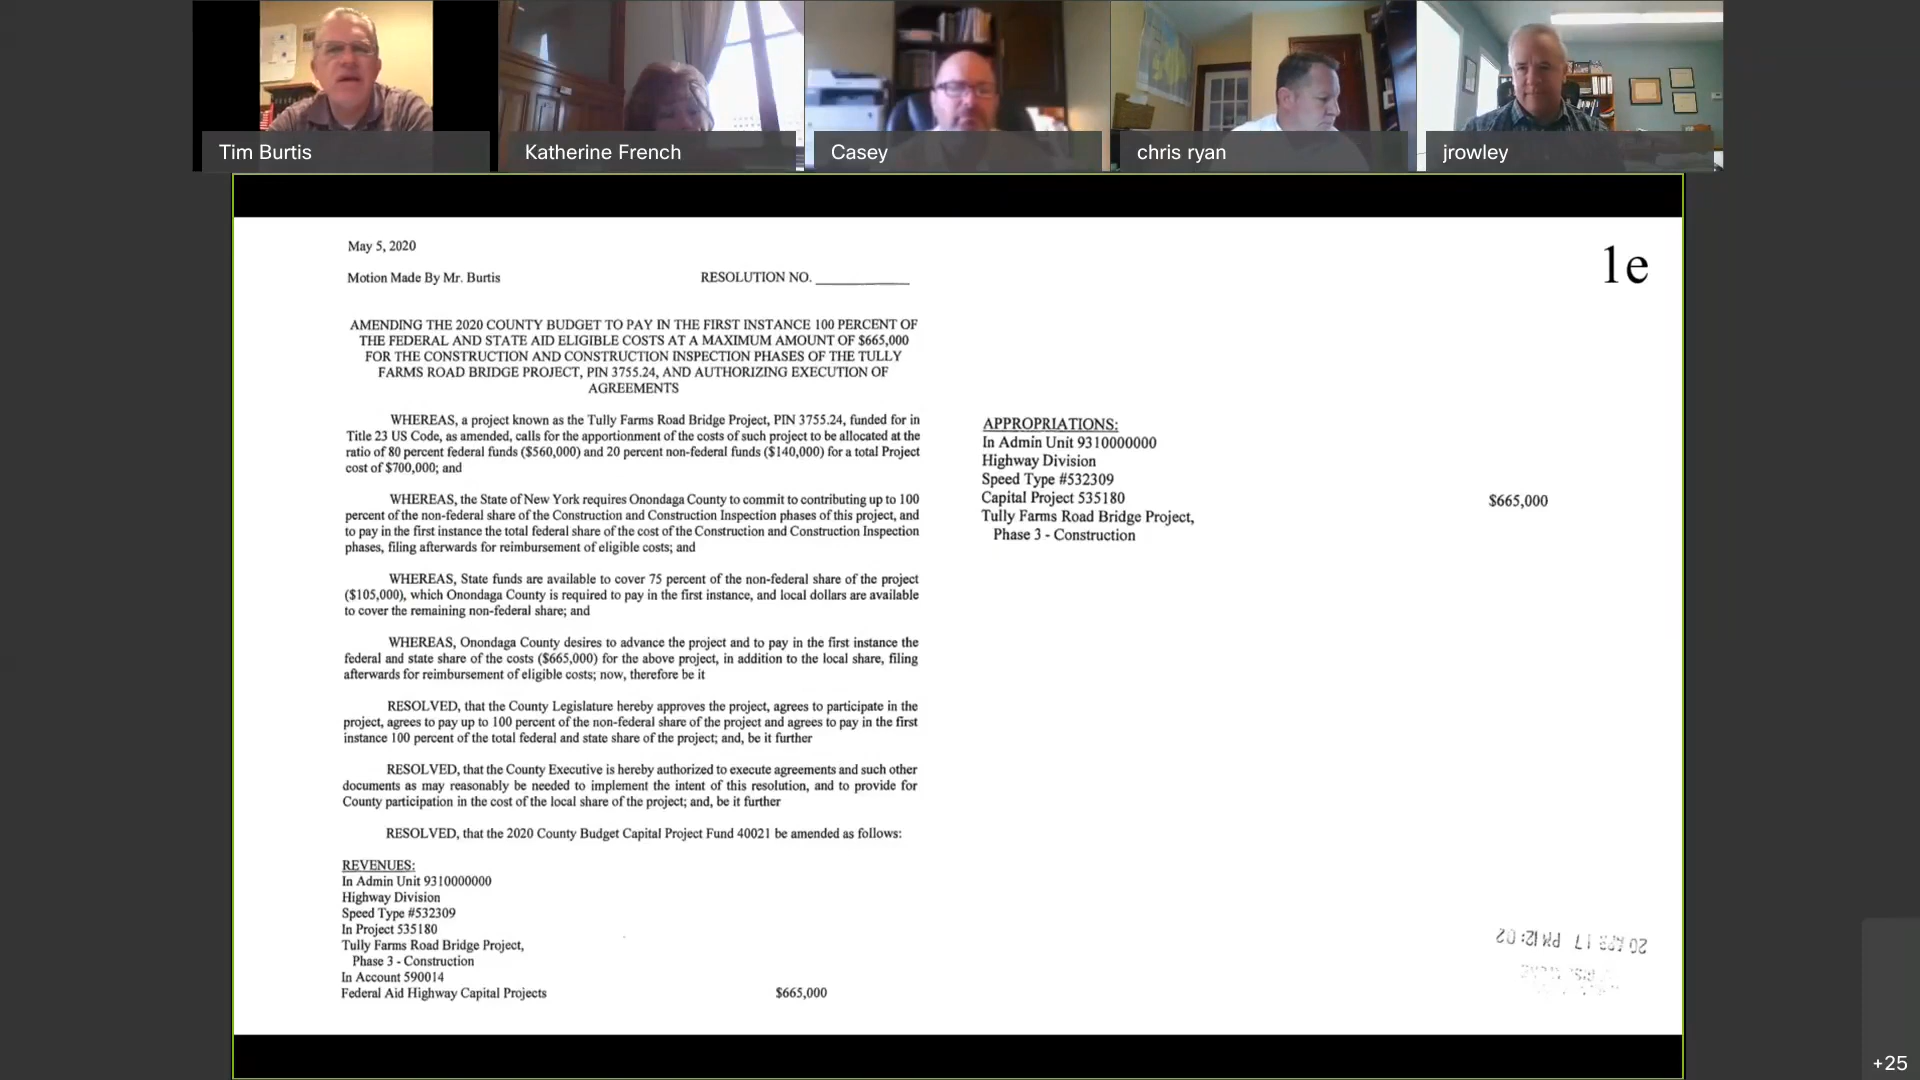 Tim Burtis
Katherine French
Casey
chris ryan
jrowley
May 5, 2020
Motion Made By Mr. Burtis
RESOLUTION NO. ____________
1e
AMENDING THE 2020 COUNTY BUDGET TO PAY IN THE FIRST INSTANCE 100 PERCENT OF
THE FEDERAL AND STATE AID ELIGIBLE COSTS AT A MAXIMUM AMOUNT OF $665,000
FOR THE CONSTRUCTION AND CONSTRUCTION INSPECTION PHASES OF THE TULLY
FARMS ROAD BRIDGE PROJECT, PIN 3755.24, AND AUTHORIZING EXECUTION OF
AGREEMENTS
WHEREAS, a project known as the Tully Farms Road Bridge Project, PIN 3755.24, funded for in
Title 23 US Code, as amended, calls for the apportionment of the costs of such project to be allocated at the
ratio of 80 percent federal funds ($560,000) and 20 percent non-federal funds ($140,000) for a total Project
cost of $700,000; and
WHEREAS, the State of New York requires Onondaga County to commit to contributing up to 100
percent of the non-federal share of the Construction and Construction Inspection phases of this project, and
to pay in the first instance the total federal share of the cost of the Construction and Construction Inspection
phases, filing afterwards for reimbursement of eligible costs; and
WHEREAS, State funds are available to cover 75 percent of the non-federal share of the project
($105,000), which Onondaga County is required to pay in the first instance, and local dollars are available
to cover the remaining non-federal share; and
WHEREAS, Onondaga County desires to advance the project and to pay in the first instance the
federal and state share of the costs ($665,000) for the above project, in addition to the local share, filing
afterwards for reimbursement of eligible costs; now, therefore be it
RESOLVED, that the County Legislature hereby approves the project, agrees to participate in the
project, agrees to pay up to 100 percent of the non-federal share of the project and agrees to pay in the first
instance 100 percent of the total federal and state share of the project; and, be it further
RESOLVED, that the County Executive is hereby authorized to execute agreements and such other
documents as may reasonably be needed to implement the intent of this resolution, and to provide for
County participation in the cost of the local share of the project; and, be it further
RESOLVED, that the 2020 County Budget Capital Project Fund 40021 be amended as follows:
REVENUES:
In Admin Unit 9310000000
Highway Division
Speed Type #532309
In Project 535180
Tully Farms Road Bridge Project,
Phase 3 - Construction
In Account 590014
Federal Aid Highway Capital Projects $665,000
APPROPRIATIONS:
In Admin Unit 9310000000
Highway Division
Speed Type #532309
Capital Project 535180 $665,000
Tully Farms Road Bridge Project,
Phase 3 - Construction
20 APR 17 PM 12:02
+25